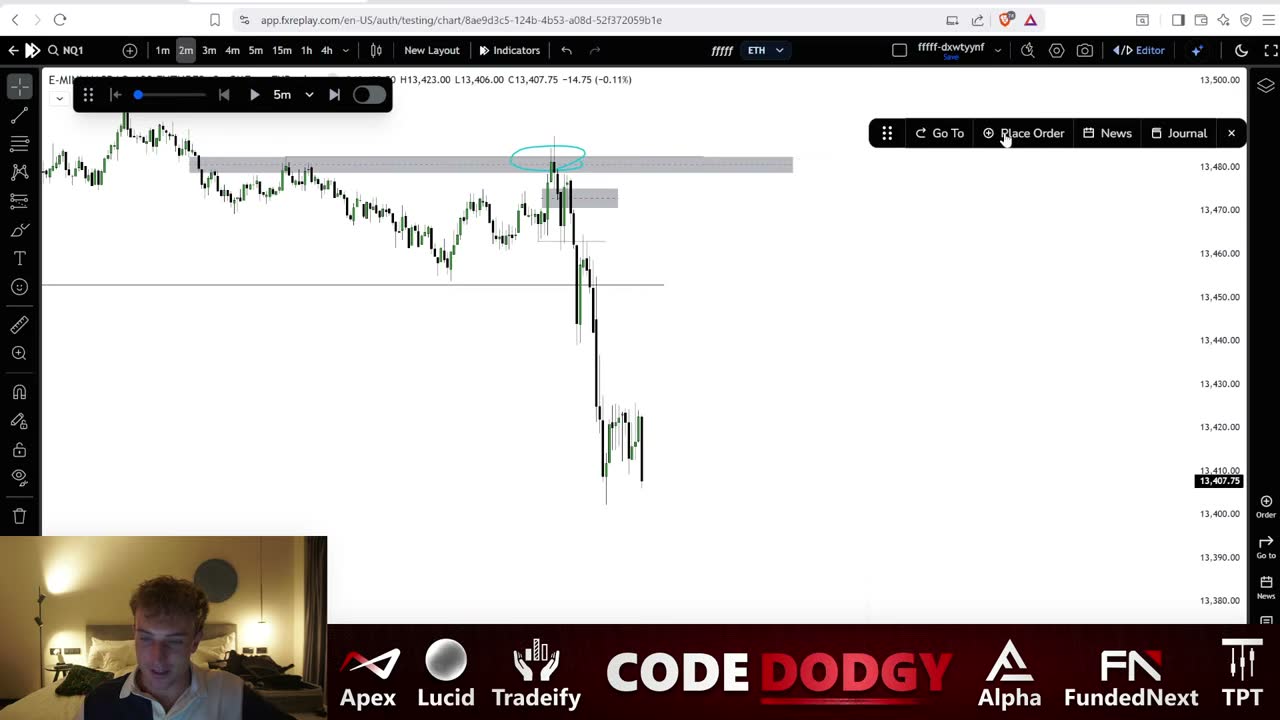 app.fxreplay.com/en-US/auth/testing/chart/8ae9d3c5-124b-4b53-a08d-52f372059b1e
NQ1 1m 2m 3m 4m 5m 15m 1h 4h New Layout Indicators fffff ETH fffff-dxwtyynf Save Editor
H13,423.00 L13,406.00 C13,407.75 −14.75 (−0.11%)
5m
Go To Place Order News Journal
13,500.00
13,480.00
13,470.00
13,460.00
13,450.00
13,440.00
13,430.00
13,420.00
13,410.00
13,407.75
13,400.00
13,390.00
13,380.00
Order
Go to
News
CODE DODGY
Apex Lucid Tradeify Alpha FundedNext TPT